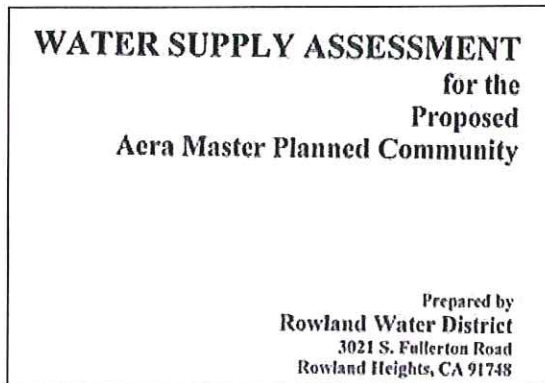 WATER SUPPLY ASSESSMENT
for the
Proposed
Aera Master Planned Community
Prepared by
Rowland Water District
3021 S. Fullerton Road
Rowland Heights, CA 91748